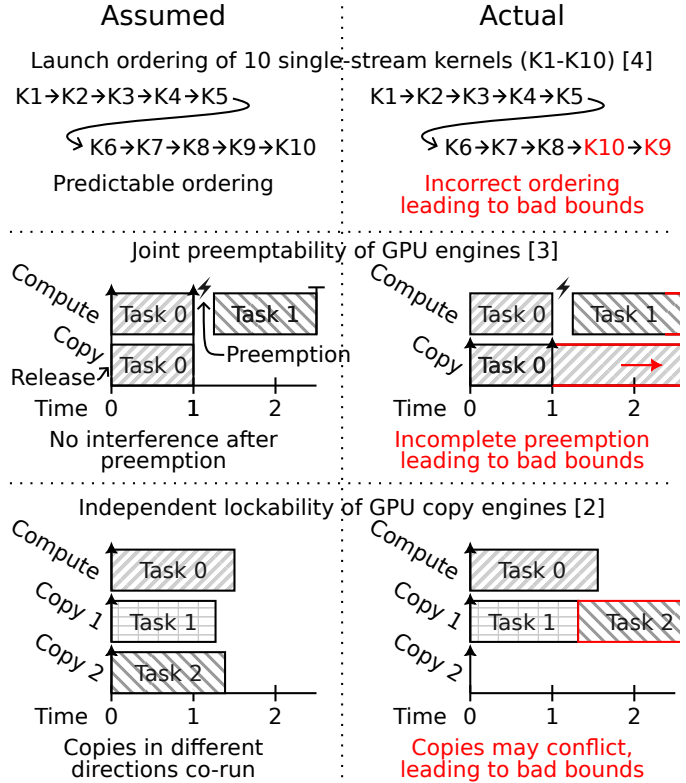 Assumed
Actual
Launch ordering of 10 single-stream kernels (K1-K10) [4]
K1→K2→K3→K4→K5
K6→K7→K8→K9→K10
Predictable ordering
K1→K2→K3→K4→K5
K6→K7→K8→K10→K9
Incorrect ordering
leading to bad bounds
Joint preemptability of GPU engines [3]
Compute
Task 0
Task 1
Copy
Task 0
Preemption
Release
Time
0
1
2
No interference after
preemption
Compute
Task 0
Task 1
Copy
Task 0
Time
0
1
2
Incomplete preemption
leading to bad bounds
Independent lockability of GPU copy engines [2]
Compute
Task 0
Copy 1
Task 1
Copy 2
Task 2
Time
0
1
2
Copies in different
directions co-run
Compute
Task 0
Copy 1
Task 1
Task 2
Copy 2
Time
0
1
2
Copies may conflict,
leading to bad bounds